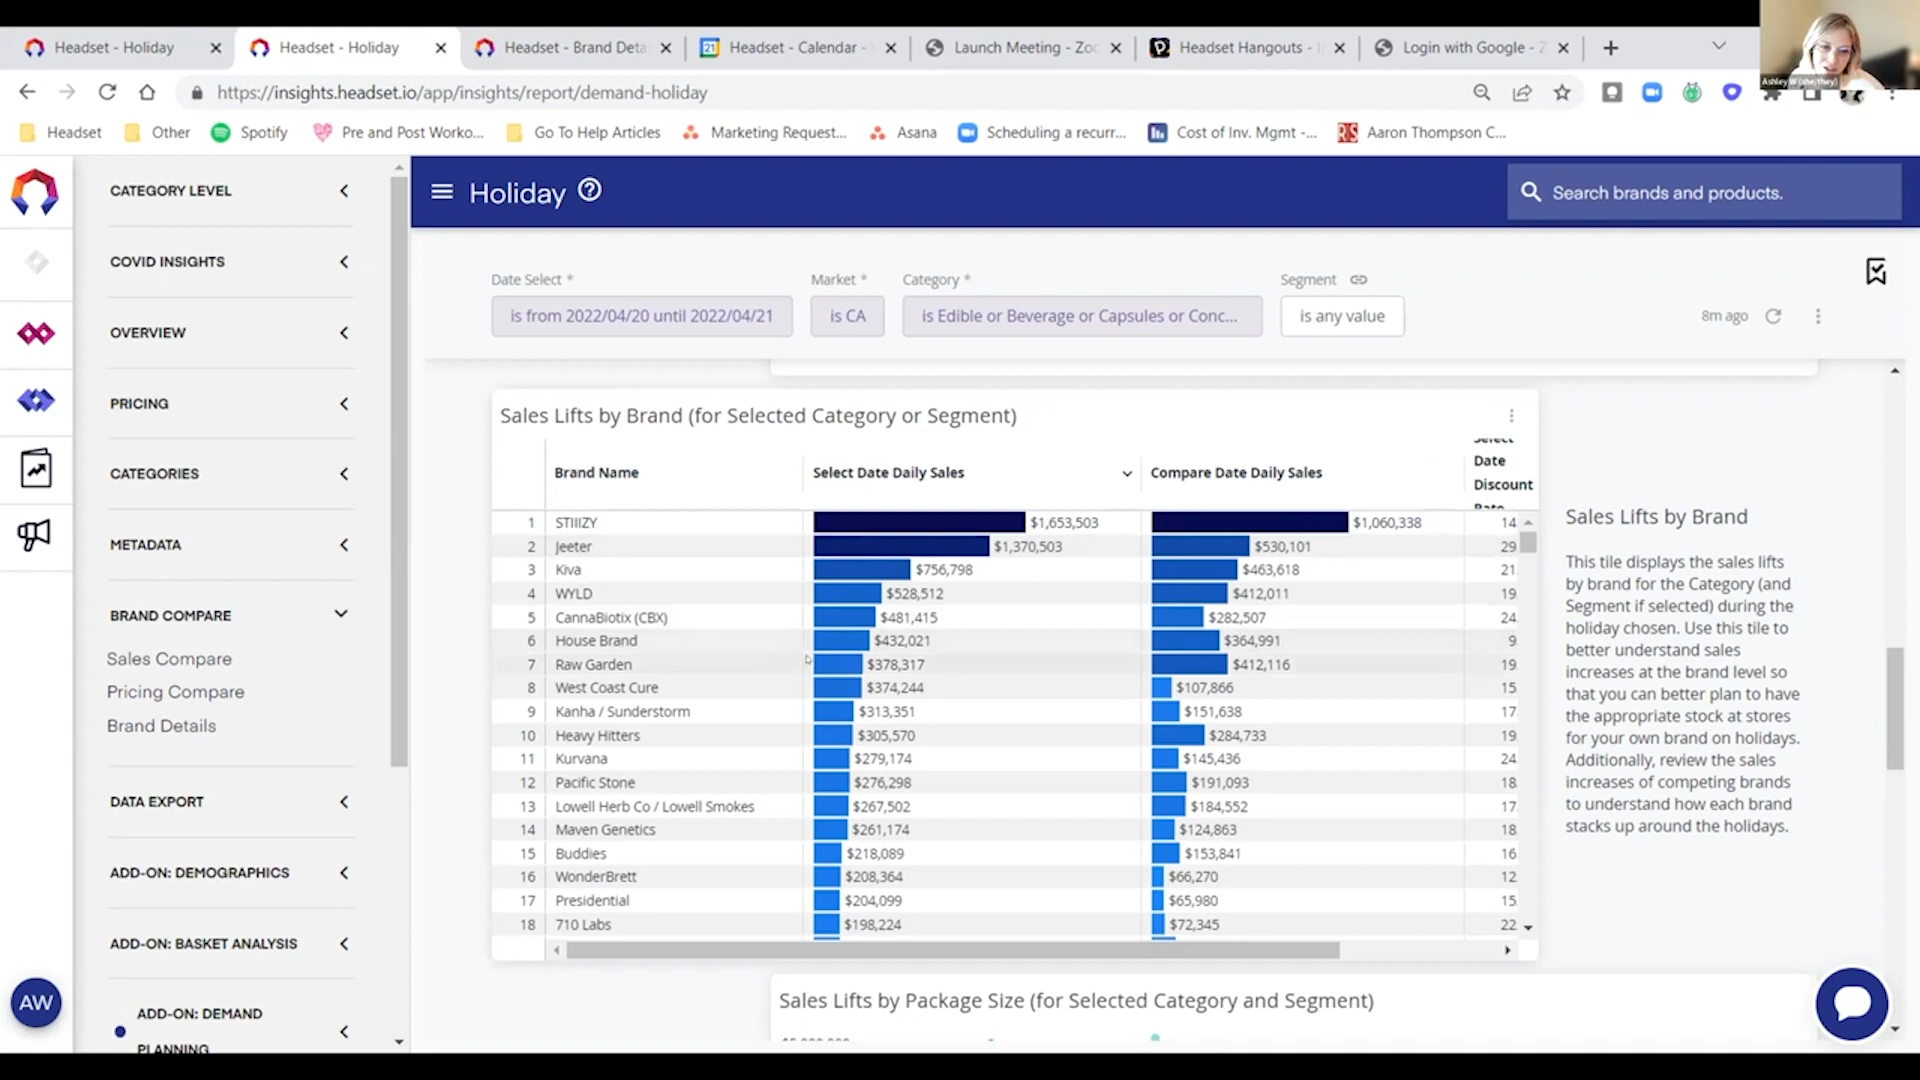 Headset - Holiday
Headset - Holiday
Headset - Brand Deta
21
Headset - Calendar -
Launch Meeting - Zoo
Headset Hangouts -
Login with Google - Z
https://insights.headset.io/app/insights/report/demand-holiday
Ashley W (she/they)
Headset
Other
Spotify
Pre and Post Worko...
Go To Help Articles
Marketing Request...
Asana
Scheduling a recurr...
Cost of Inv. Mgmt -...
RS
Aaron Thompson C...
CATEGORY LEVEL
COVID INSIGHTS
OVERVIEW
PRICING
CATEGORIES
METADATA
BRAND COMPARE
Sales Compare
Pricing Compare
Brand Details
DATA EXPORT
ADD-ON: DEMOGRAPHICS
ADD-ON: BASKET ANALYSIS
ADD-ON: DEMAND
PLANNING
AW
Holiday
Search brands and products.
Date Select *
Market *
Category *
Segment
is from 2022/04/20 until 2022/04/21
is CA
is Edible or Beverage or Capsules or Conc...
is any value
8m ago
Sales Lifts by Brand (for Selected Category or Segment)
Brand Name
Select Date Daily Sales
Compare Date Daily Sales
Select
Date
Discount
Rate
1 STIIIZY $1,653,503 $1,060,338 14
2 Jeeter $1,370,503 $530,101 29
3 Kiva $756,798 $463,618 21.
4 WYLD $528,512 $412,011 19
5 CannaBiotix (CBX) $481,415 $282,507 24
6 House Brand $432,021 $364,991 9.
7 Raw Garden $378,317 $412,116 19
8 West Coast Cure $374,244 $107,866 15
9 Kanha / Sunderstorm $313,351 $151,638 17
10 Heavy Hitters $305,570 $284,733 19.
11 Kurvana $279,174 $145,436 24
12 Pacific Stone $276,298 $191,093 18
13 Lowell Herb Co / Lowell Smokes $267,502 $184,552 17.
14 Maven Genetics $261,174 $124,863 18
15 Buddies $218,089 $153,841 16
16 WonderBrett $208,364 $66,270 12
17 Presidential $204,099 $65,980 15.
18 710 Labs $198,224 $72,345 22.
Sales Lifts by Brand
This tile displays the sales lifts
by brand for the Category (and
Segment if selected) during the
holiday chosen. Use this tile to
better understand sales
increases at the brand level so
that you can better plan to have
the appropriate stock at stores
for your own brand on holidays.
Additionally, review the sales
increases of competing brands
to understand how each brand
stacks up around the holidays.
Sales Lifts by Package Size (for Selected Category and Segment)